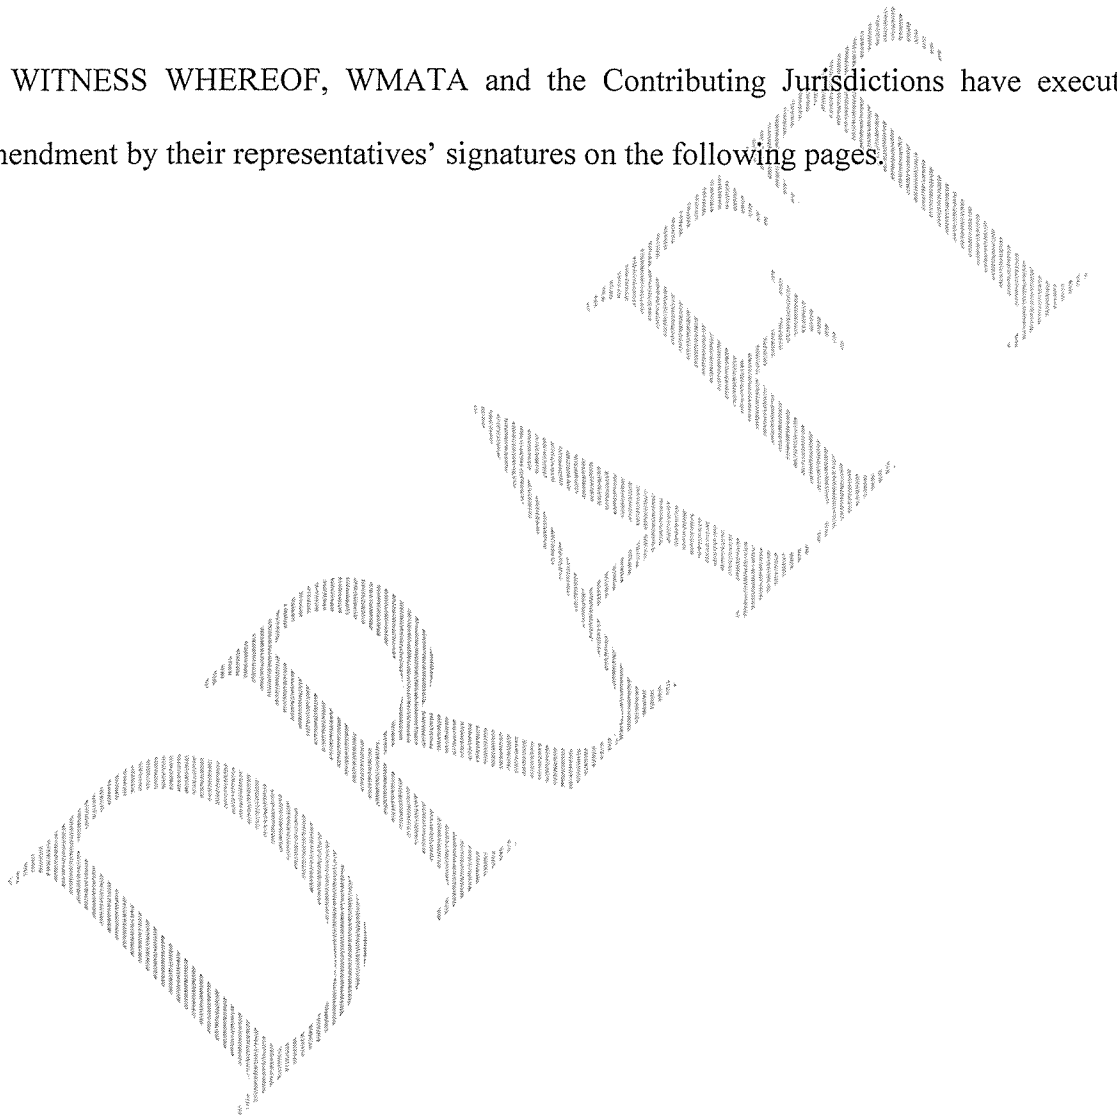 WITNESS WHEREOF, WMATA and the Contributing Jurisdictions have execut
nendment by their representatives' signatures on the following pages.
DRAFT